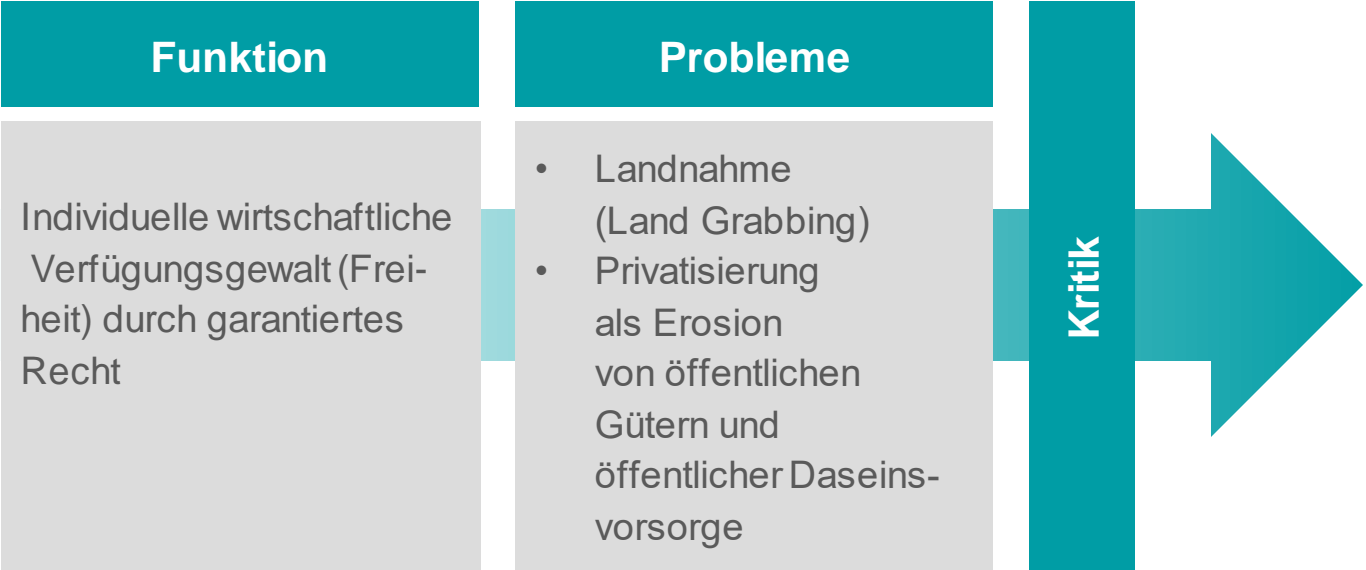 Funktion
Individuelle wirtschaftliche
Verfügungsgewalt (Frei-
heit) durch garantiertes
Recht
Probleme
• Landnahme
(Land Grabbing)
• Privatisierung
als Erosion
von öffentlichen
Gütern und
öffentlicher Daseins-
vorsorge
Kritik